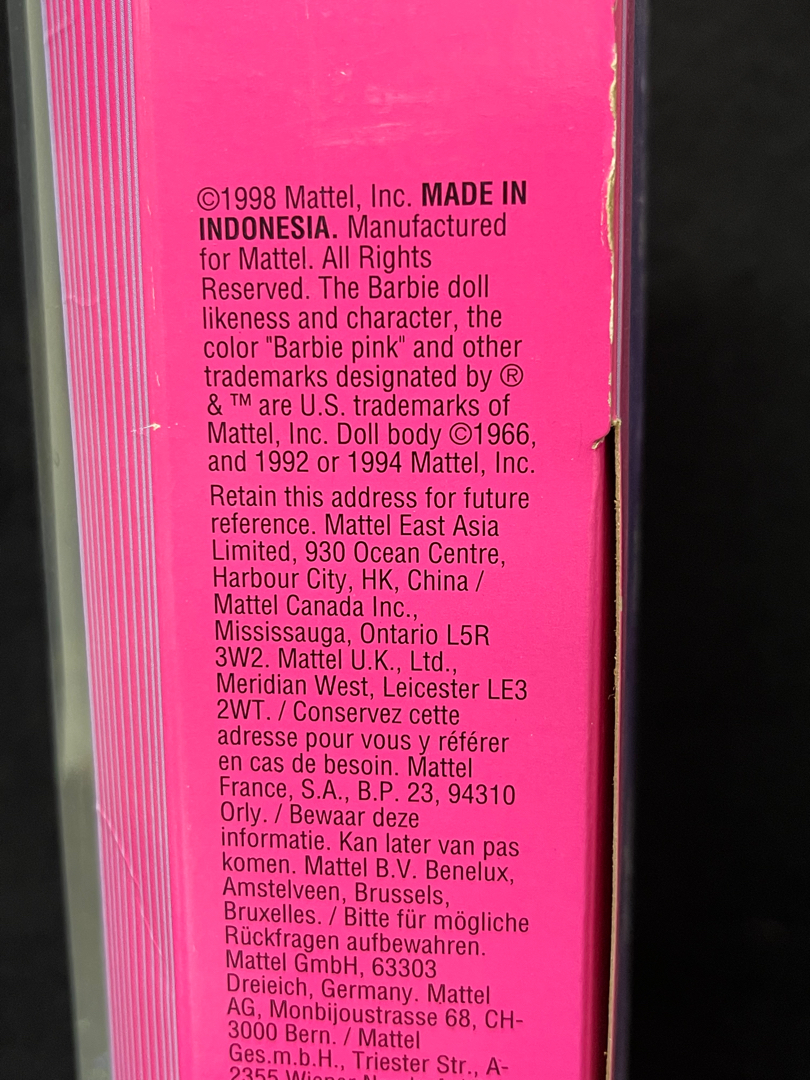 ©1998 Mattel, Inc. MADE IN
INDONESIA. Manufactured
for Mattel. All Rights
Reserved. The Barbie doll
likeness and character, the
color "Barbie pink" and other
trademarks designated by ®
& ™ are U.S. trademarks of
Mattel, Inc. Doll body ©1966,
and 1992 or 1994 Mattel, Inc.
Retain this address for future
reference. Mattel East Asia
Limited, 930 Ocean Centre,
Harbour City, HK, China /
Mattel Canada Inc.,
Mississauga, Ontario L5R
3W2. Mattel U.K., Ltd.,
Meridian West, Leicester LE3
2WT. / Conservez cette
adresse pour vous y référer
en cas de besoin. Mattel
France, S.A., B.P. 23, 94310
Orly. / Bewaar deze
informatie. Kan later van pas
komen. Mattel B.V. Benelux,
Amstelveen, Brussels,
Bruxelles. / Bitte für mögliche
Rückfragen aufbewahren.
Mattel GmbH, 63303
Dreieich, Germany. Mattel
AG, Monbijoustrasse 68, CH-
3000 Bern. / Mattel
Ges.m.b.H., Triester Str., A-
2355 Wiener